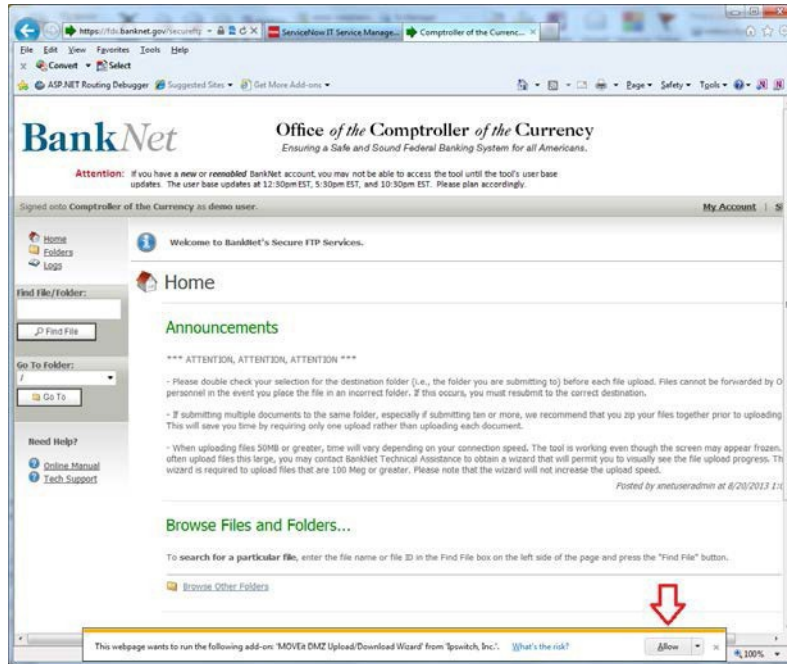 https://fds.banknet.gov/secureftp
ServiceNow IT Service Manage...
Comptroller of the Currenc...
File Edit View Favorites Tools Help
x Convert Select
ASP.NET Routing Debugger Suggested Sites Get More Add-ons
Page Safety Tools
BankNet
Office of the Comptroller of the Currency
Ensuring a Safe and Sound Federal Banking System for all Americans.
Attention: If you have a new or reenabled BankNet account, you may not be able to access the tool until the tool's user base
updates. The user base updates at 12:30pm EST, 5:30pm EST, and 10:30pm EST. Please plan accordingly.
Signed onto Comptroller of the Currency as demo user.
My Account | S
Home
Folders
Logs
Find File/Folder:
Find File
Go To Folder:
/
Go To
Need Help?
Online Manual
Tech Support
Welcome to BankNet's Secure FTP Services.
Home
Announcements
*** ATTENTION, ATTENTION, ATTENTION ***
- Please double check your selection for the destination folder (i.e., the folder you are submitting to) before each file upload. Files cannot be forwarded by O
personnel in the event you place the file in an incorrect folder. If this occurs, you must resubmit to the correct destination.
- If submitting multiple documents to the same folder, especially if submitting ten or more, we recommend that you zip your files together prior to uploading
This will save you time by requiring only one upload rather than uploading each document.
- When uploading files 50MB or greater, time will vary depending on your connection speed. The tool is working even though the screen may appear frozen.
often upload files this large, you may contact BankNet Technical Assistance to obtain a wizard that will permit you to visually see the file upload progress. Th
wizard is required to upload files that are 100 Meg or greater. Please note that the wizard will not increase the upload speed.
Posted by xnetuseradmin at 8/20/2013 1:
Browse Files and Folders...
To search for a particular file, enter the file name or file ID in the Find File box on the left side of the page and press the "Find File" button.
Browse Other Folders
This webpage wants to run the following add-on: 'MOVEit DMZ Upload/Download Wizard' from 'Ipswitch, Inc.'. What's the risk?
Allow
x
100%